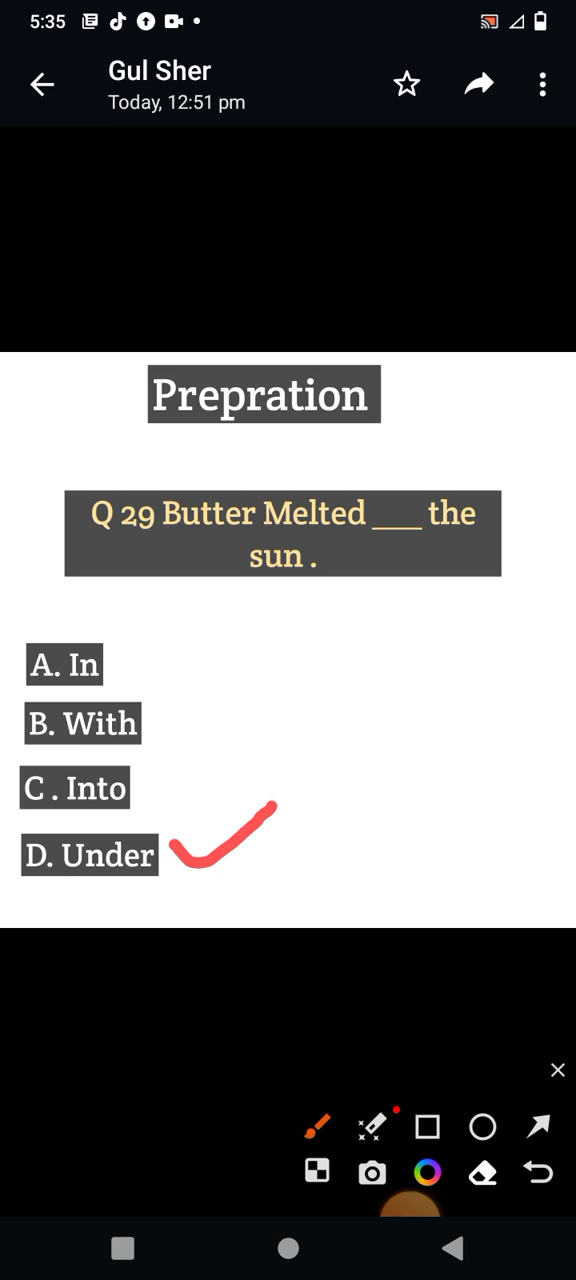 5:35
Gul Sher
Today, 12:51 pm
Prepration
Q 29 Butter Melted ___ the
sun .
A. In
B. With
C . Into
D. Under